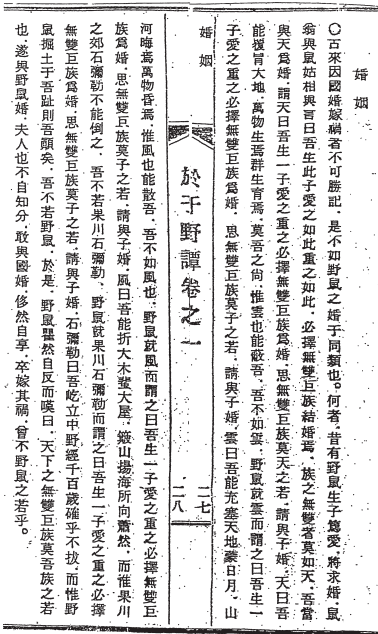 婚姻
○古來因國婚嫁禍者不可勝記．是不如野鼠之婚于同類也。何者．昔有野鼠生子篤愛．將求婚．鼠
翁與鼠姑相與言曰吾生此子愛之如此重之如此．必擇無雙巨族結婚焉．族之無雙者莫如天．吾當
與天爲婚．謂天曰吾生一子愛之重之必擇無雙巨族爲婚．思無雙巨族莫天之若．請與子婚．天曰吾
能覆冒大地．萬物生焉群生育焉．莫吾之尙．惟雲也能蔽吾．吾不如雲．野鼠就雲而謂之曰吾生一
子愛之重之必擇無雙巨族爲婚．思無雙巨族莫子之若．請與子婚．雲曰吾能充塞天地蒙日月．山
婚姻
於于野譚卷之一
二七
二八
河晦焉萬物昏焉．惟風也能散吾．吾不如風也．野鼠就風而謂之曰吾生一子愛之重之必擇無雙巨
族爲婚．思無雙巨族莫子之若．請與子婚．風曰吾能折大木蜚大屋．簸山揚海所向肅然．而惟果川
之郊石彌勒不能倒之．吾不若果川石彌勒．野鼠就果川石彌勒而謂之曰吾生一子愛之重之必擇
無雙巨族爲婚．思無雙巨族莫子之若．請與子婚．石彌勒曰吾屹立中野經千百歲確乎不拔．而惟野
鼠掘土于吾趾則吾顚矣．吾不若野鼠．於是．野鼠瞿然自反而嘆曰．天下之無雙巨族莫吾族之若
也．遂與野鼠婚．夫人也不自知分．敢與國婚．侈然自享．卒嫁其禍．曾不野鼠之若乎。